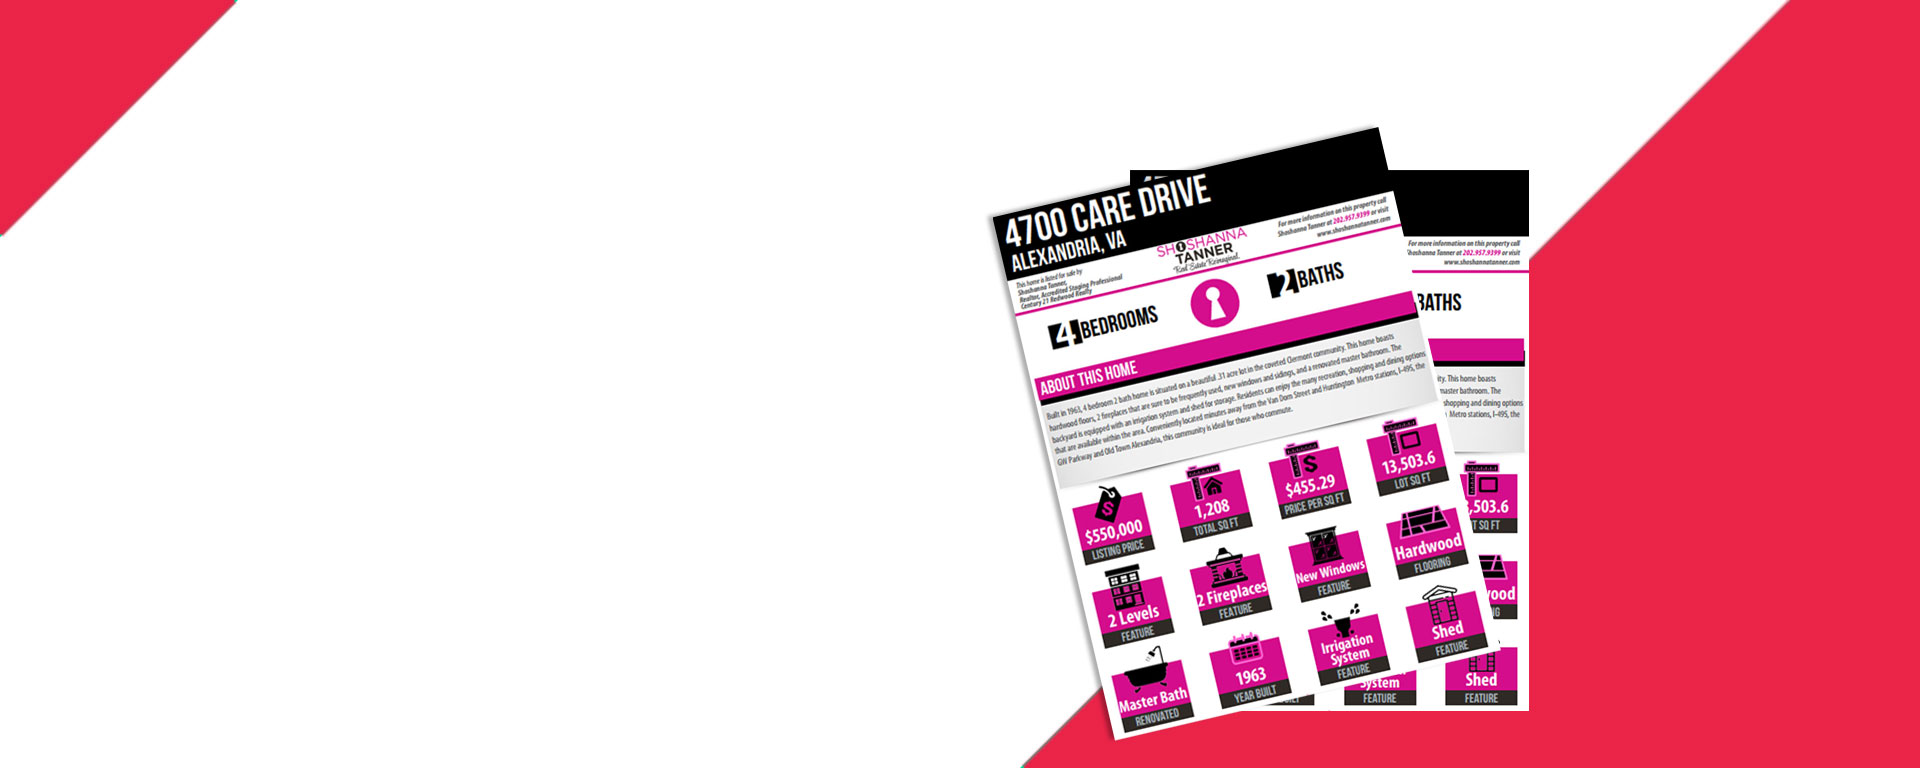 4700 CARE DRIVE
ALEXANDRIA, VA
This home is listed for sale by
Shoshanna Tanner,
Realtor, Accredited Staging Professional
Century 21 Redwood Realty
SHOSHANNA
TANNER
Real Estate Reimagined.
For more information on this property call
Shoshanna Tanner at 202.957.9399 or visit
www.shoshannatanner.com
4 BEDROOMS
2 BATHS
ABOUT THIS HOME
Built in 1963, 4 bedroom 2 bath home is situated on a beautiful .31 acre lot in the coveted Clermont community. This home boasts
hardwood floors, 2 fireplaces that are sure to be frequently used, new windows and sidings, and a renovated master bathroom. The
backyard is equipped with an irrigation system and shed for storage. Residents can enjoy the many recreation, shopping and dining options
that are available within the area. Conveniently located minutes away from the Van Dorn Street and Huntington Metro stations, I-495, the
GW Parkway and Old Town Alexandria, this community is ideal for those who commute.
$550,000
LISTING PRICE
1,208
TOTAL SQ FT
$455.29
PRICE PER SQ FT
13,503.6
LOT SQ FT
2 Levels
FEATURE
2 Fireplaces
FEATURE
New Windows
FEATURE
Hardwood
FLOORING
Master Bath
RENOVATED
1963
YEAR BUILT
Irrigation
System
FEATURE
Shed
FEATURE
For more information on this property call
Shoshanna Tanner at 202.957.9399 or visit
www.shoshannatanner.com
BATHS
This home boasts
master bathroom. The
shopping and dining options
Metro stations, I-495, the
,503.6
SQ FT
System
FEATURE
Shed
FEATURE